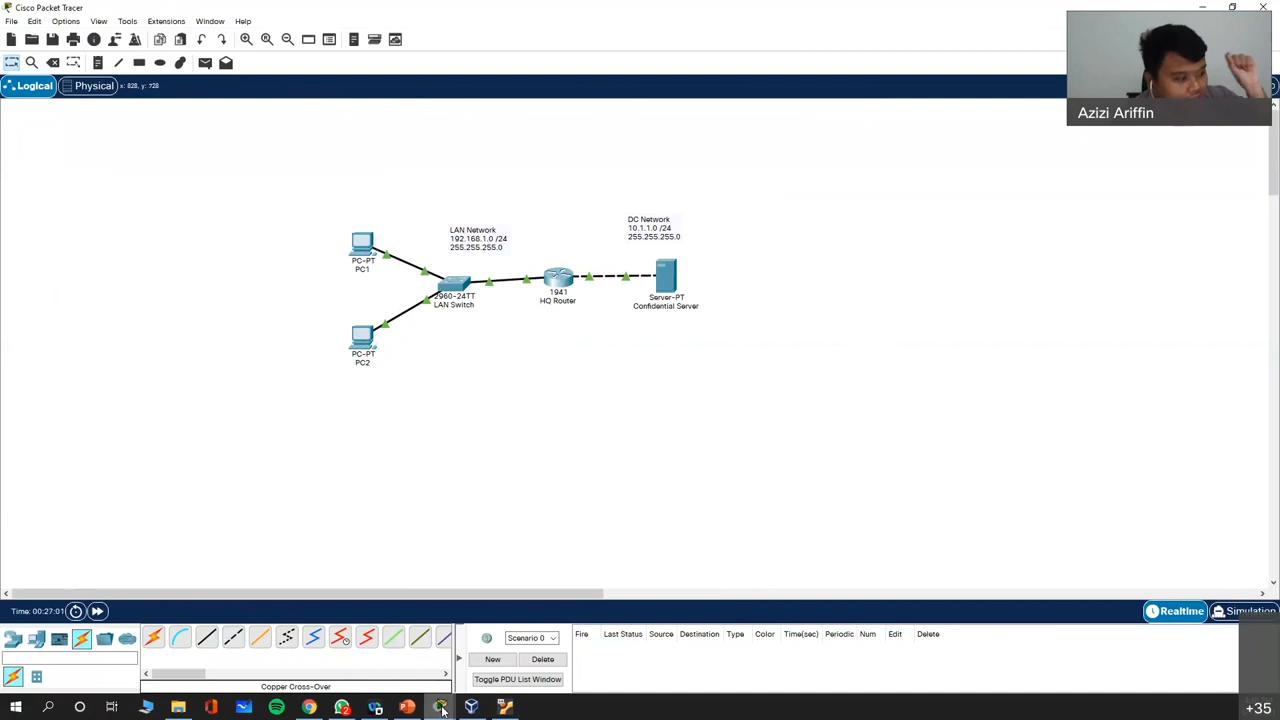 Cisco Packet Tracer
File Edit Options View Tools Extensions Window Help
Logical Physical x: 828, y: 728
Azizi Ariffin
LAN Network
192.168.1.0 /24
255.255.255.0
DC Network
10.1.1.0 /24
255.255.255.0
PC-PT
PC1
2960-24TT
LAN Switch
1941
HQ Router
Server-PT
Confidential Server
PC-PT
PC2
Time: 00:27:01
Realtime Simulation
Scenario 0
Fire Last Status Source Destination Type Color Time(sec) Periodic Num Edit Delete
New Delete
Toggle PDU List Window
Copper Cross-Over
2
+35